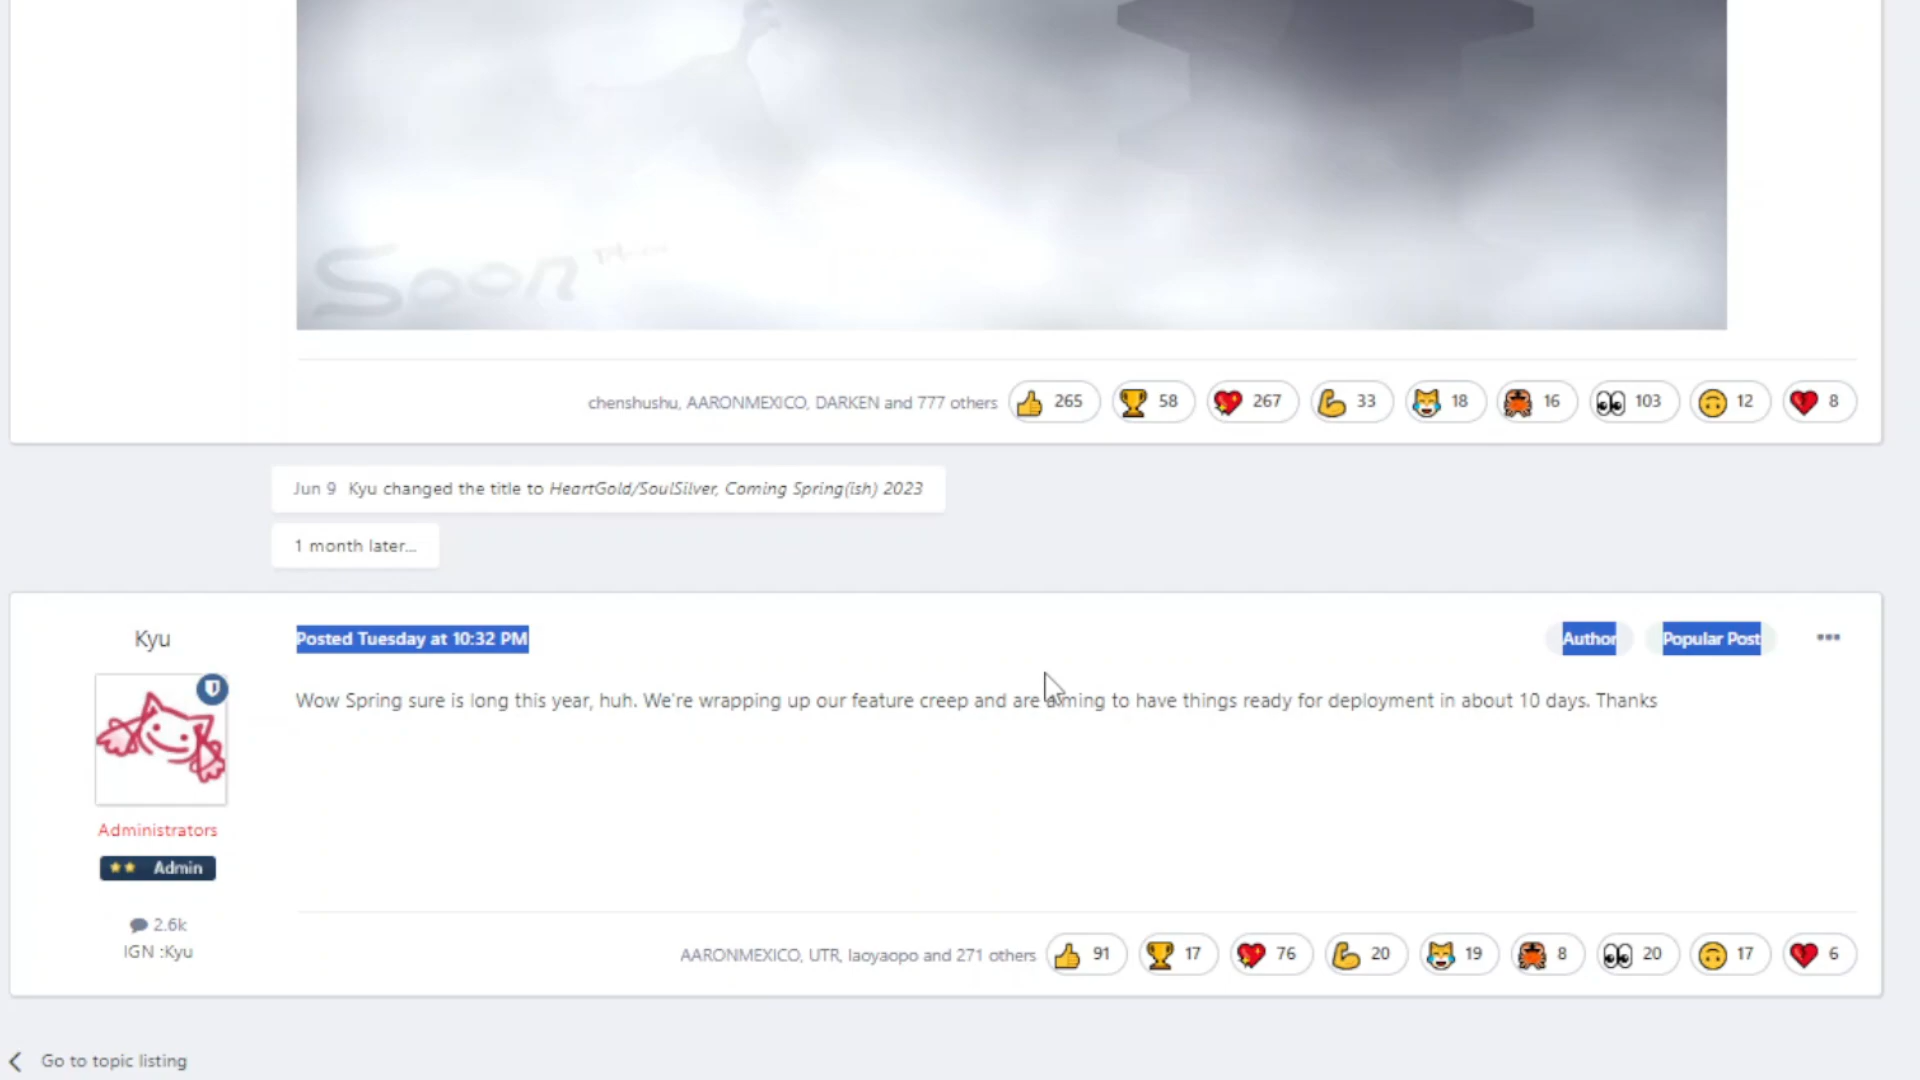 Soon
chenshushu, AARONMEXICO, DARKEN and 777 others 265 58 267 33 18 16 103 12 8
Jun 9 Kyu changed the title to HeartGold/SoulSilver, Coming Spring(ish) 2023
1 month later...
Kyu
Posted Tuesday at 10:32 PM
Author
Popular Post
Wow Spring sure is long this year, huh. We're wrapping up our feature creep and are aiming to have things ready for deployment in about 10 days. Thanks
Administrators
Admin
2.6k
IGN :Kyu
AARONMEXICO, UTR, laoyaopo and 271 others 91 17 76 20 19 8 20 17 6
Go to topic listing